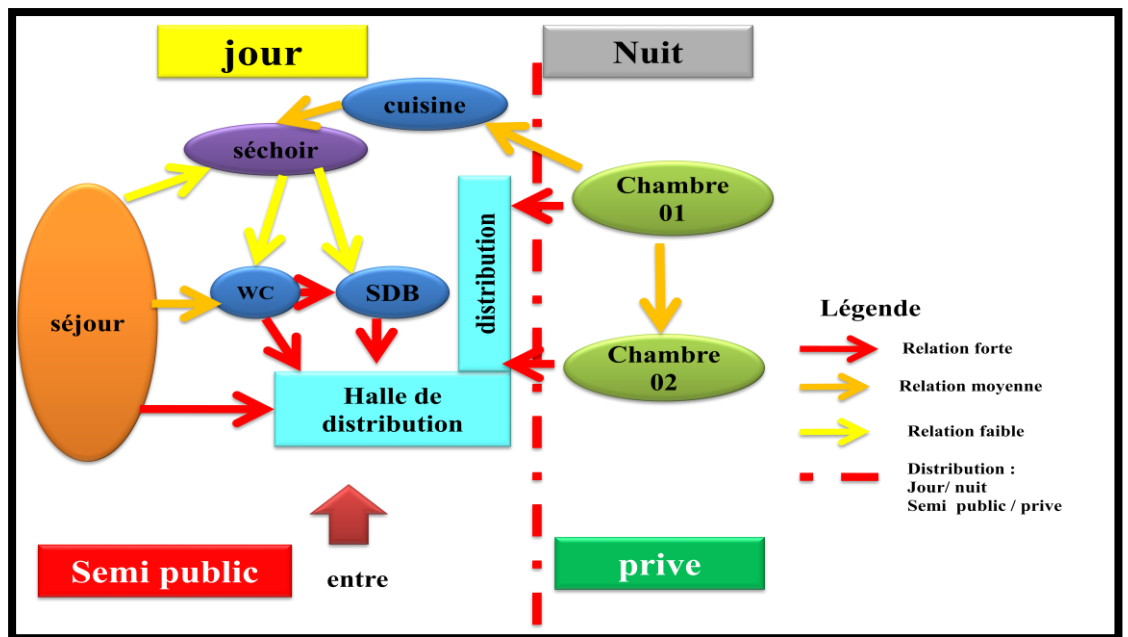 jour
Nuit
cuisine
séchoir
Chambre
01
distribution
WC
SDB
séjour
Chambre
02
Halle de
distribution
Légende
Relation forte
Relation moyenne
Relation faible
Distribution :
Jour/ nuit
Semi public / prive
Semi public
entre
prive